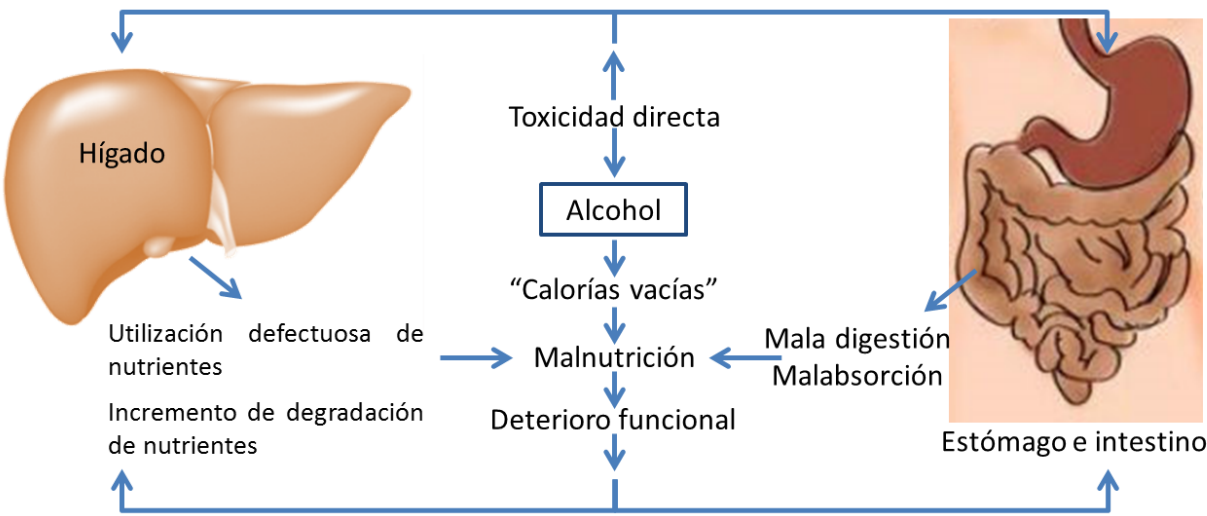 Toxicidad directa
Hígado
Alcohol
“Calorías vacías”
Utilización defectuosa de
nutrientes
Incremento de degradación
de nutrientes
Malnutrición
Mala digestión
Malabsorción
Deterioro funcional
Estómago e intestino